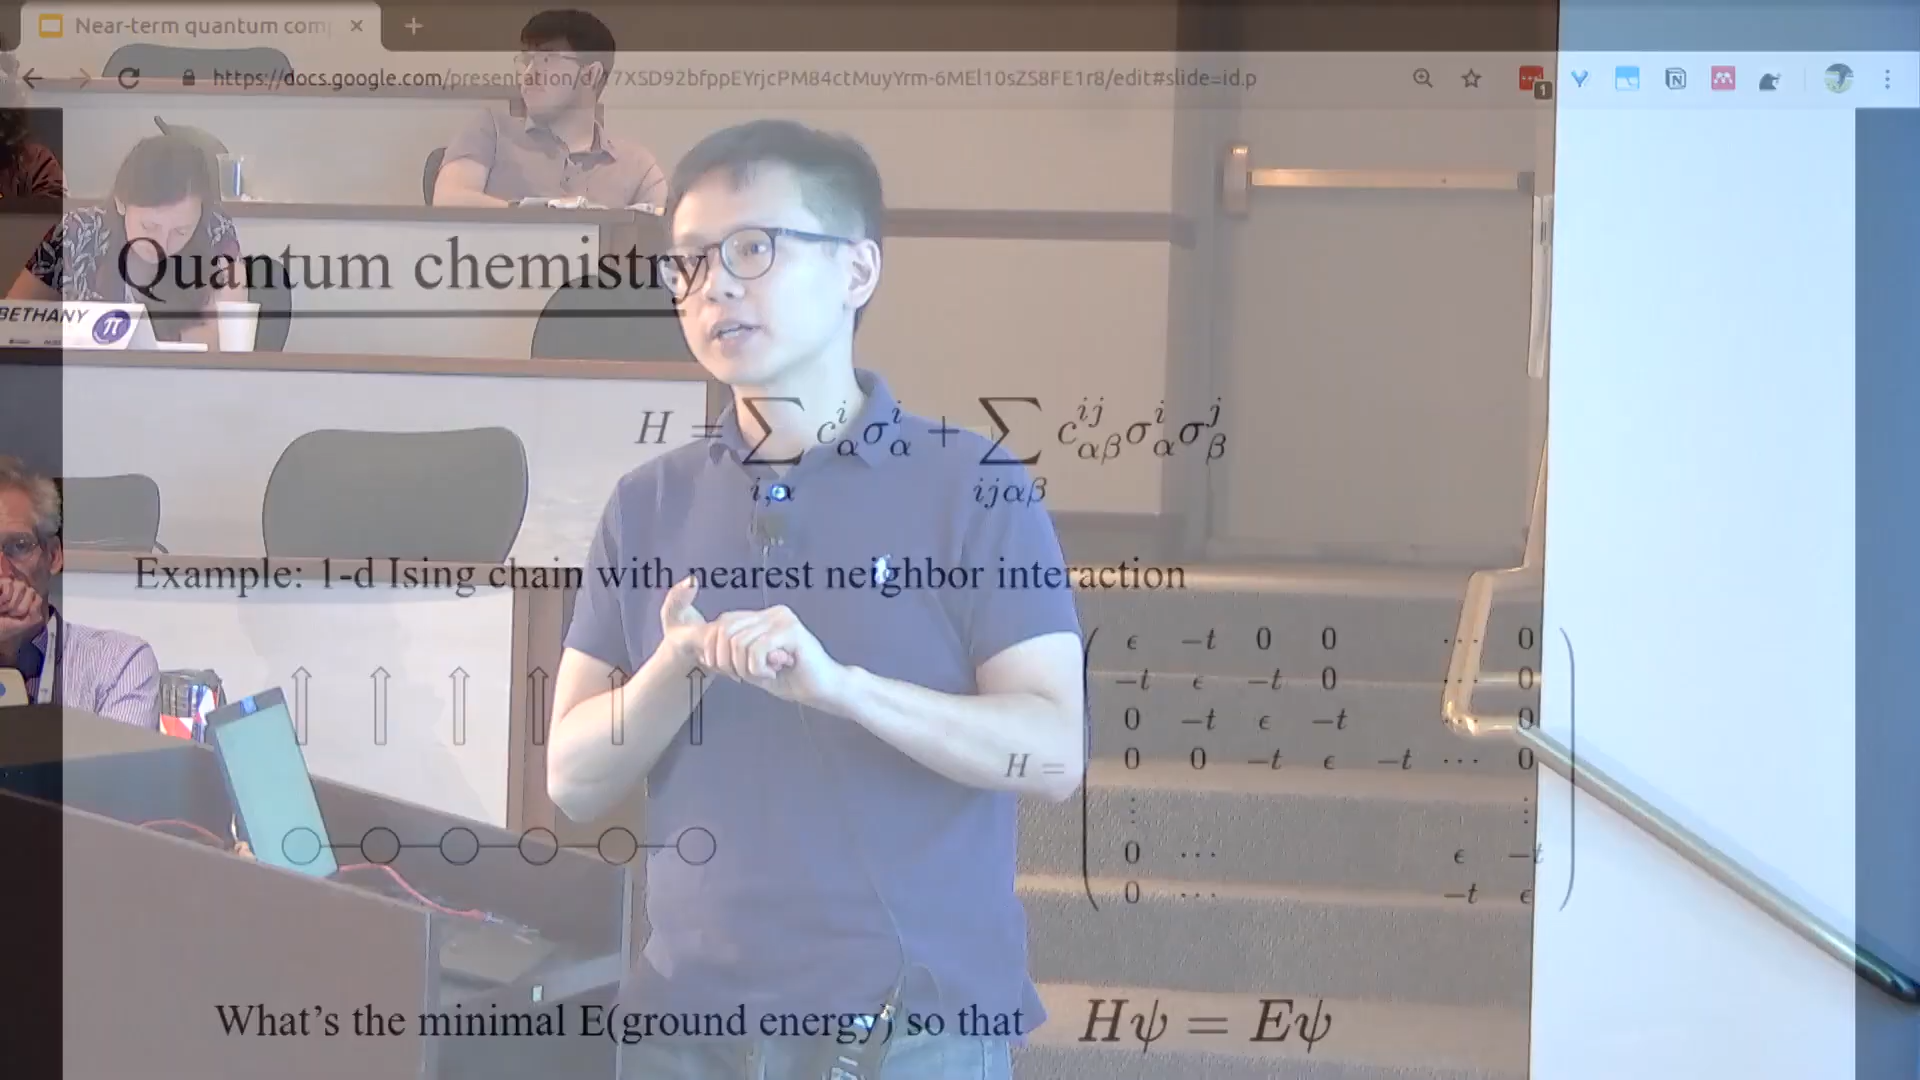 Near-term quantum com
https://docs.google.com/presentation/d/17XSD92bfppEYrjcPM84ctMuyYrm-6MEl10sZS8FE1r8/edit#slide=id.p
1
Quantum chemistry
BETHANY π
H = ∑ c^i_α σ^i_α + ∑ c^{ij}_{αβ} σ^i_α σ^j_β
i,α ijαβ
Example: 1-d Ising chain with nearest neighbor interaction
ϵ −t 0 0 ⋯ 0
−t ϵ −t 0 ⋯ 0
0 −t ϵ −t 0
H = 0 0 −t ϵ −t ⋯ 0
⋮ ⋮
0 ⋯ ϵ −t
0 ⋯ −t ϵ
What's the minimal E(ground energy) so that Hψ = Eψ